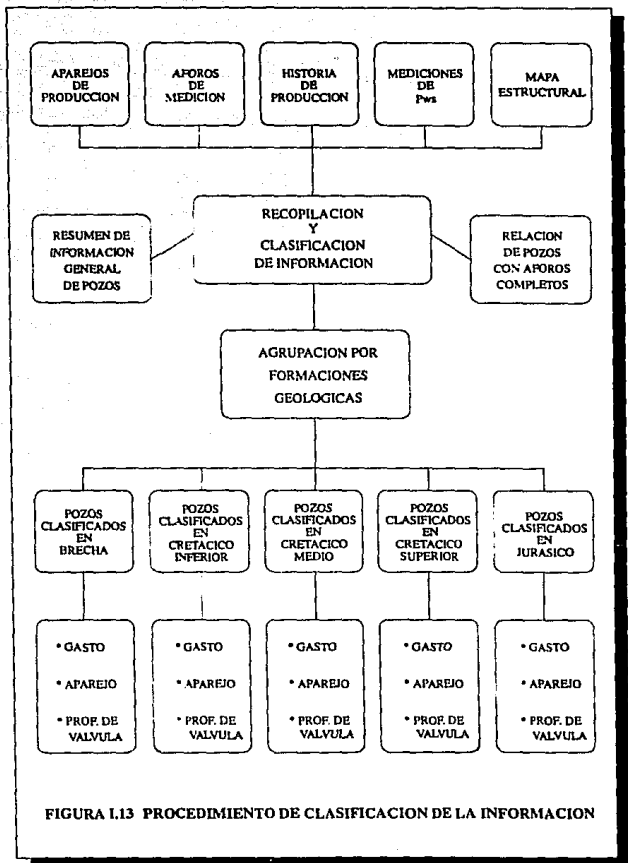 APAREJOS
DE
PRODUCCION
AFOROS
DE
MEDICION
HISTORIA
DE
PRODUCCION
MEDICIONES
DE
Pws
MAPA
ESTRUCTURAL
RESUMEN DE
INFORMACION
GENERAL
DE POZOS
RECOPILACION
Y
CLASIFICACION
DE INFORMACION
RELACION
DE POZOS
CON AFOROS
COMPLETOS
AGRUPACION POR
FORMACIONES
GEOLOGICAS
POZOS
CLASIFICADOS
EN
BRECHA
POZOS
CLASIFICADOS
EN
CRETACICO
INFERIOR
POZOS
CLASIFICADOS
EN
CRETACICO
MEDIO
POZOS
CLASIFICADOS
EN
CRETACICO
SUPERIOR
POZOS
CLASIFICADOS
EN
JURASICO
* GASTO
* APAREJO
* PROF. DE
VALVULA
* GASTO
* APAREJO
* PROF. DE
VALVULA
* GASTO
* APAREJO
* PROF. DE
VALVULA
* GASTO
* APAREJO
* PROF. DE
VALVULA
* GASTO
* APAREJO
* PROF. DE
VALVULA
FIGURA I.13 PROCEDIMIENTO DE CLASIFICACION DE LA INFORMACION